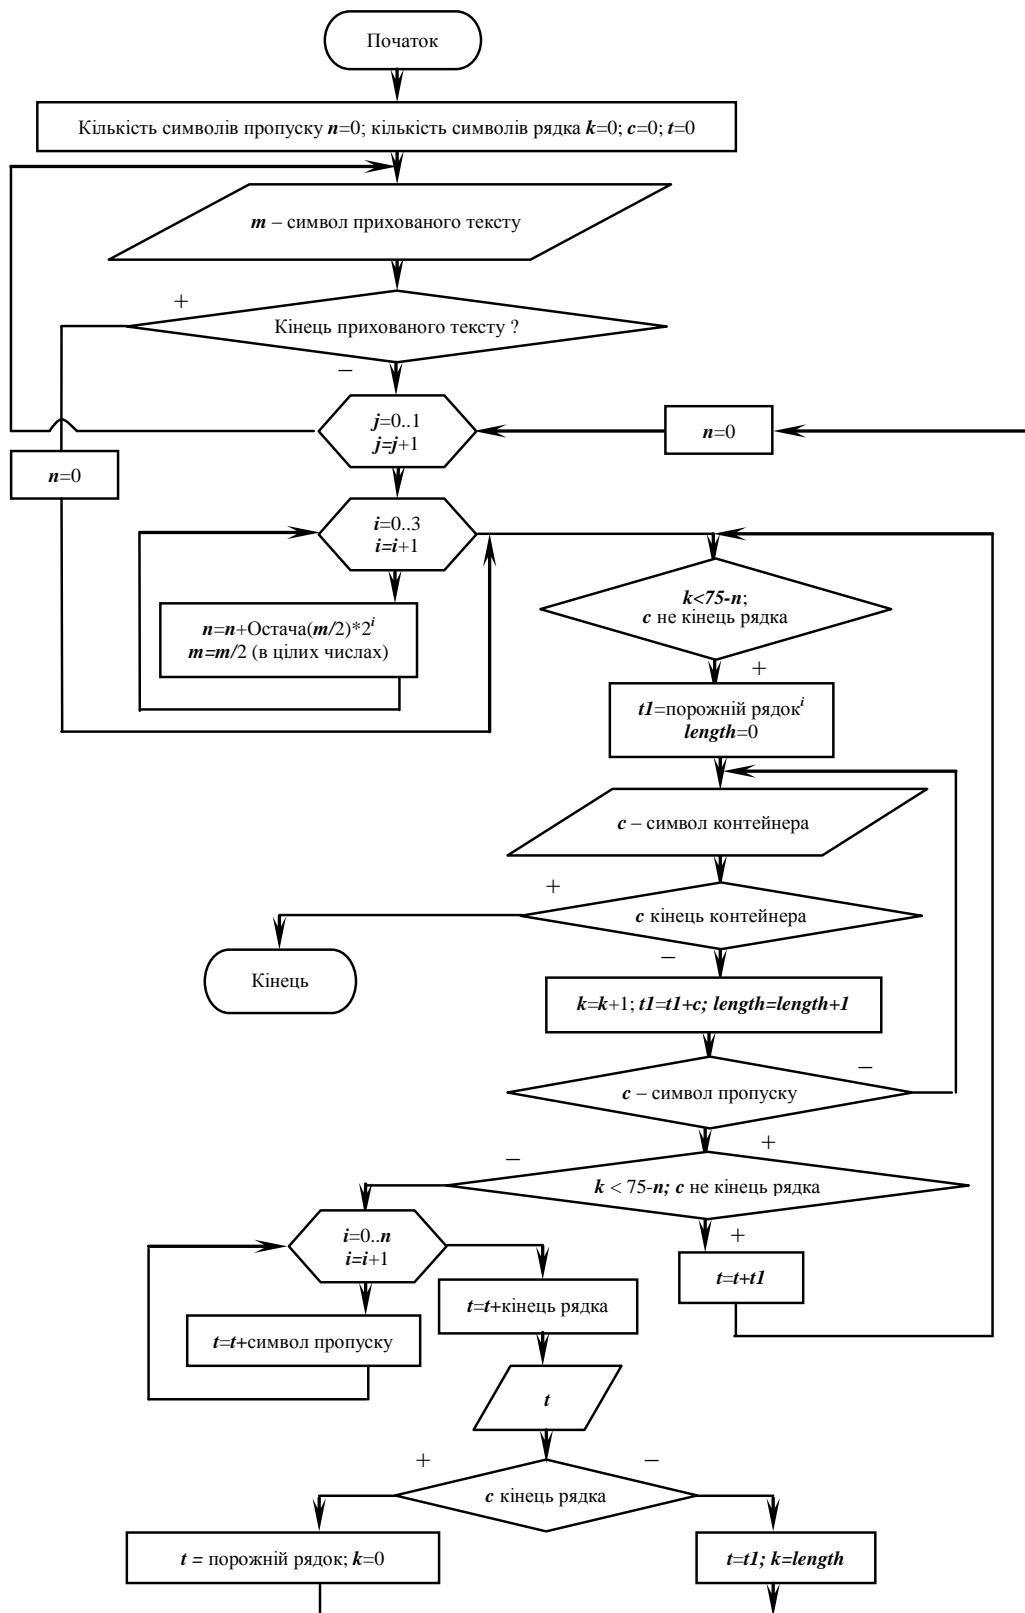 Початок
Кількість символів пропуску n=0; кількість символів рядка k=0; c=0; t=0
m – символ прихованого тексту
+
Кінець прихованого тексту ?
–
j=0..1
j=j+1
n=0
n=0
i=0..3
i=i+1
k<75-n;
c не кінець рядка
n=n+Остача(m/2)*2^i
m=m/2 (в цілих числах)
+
t1=порожній рядок^i
length=0
c – символ контейнера
+
c кінець контейнера
–
Кінець
k=k+1; t1=t1+c; length=length+1
–
c – символ пропуску
+
–
k < 75-n; c не кінець рядка
i=0..n
i=i+1
+
t=t+t1
t=t+кінець рядка
t=t+символ пропуску
t
+
–
c кінець рядка
t = порожній рядок; k=0
t=t1; k=length